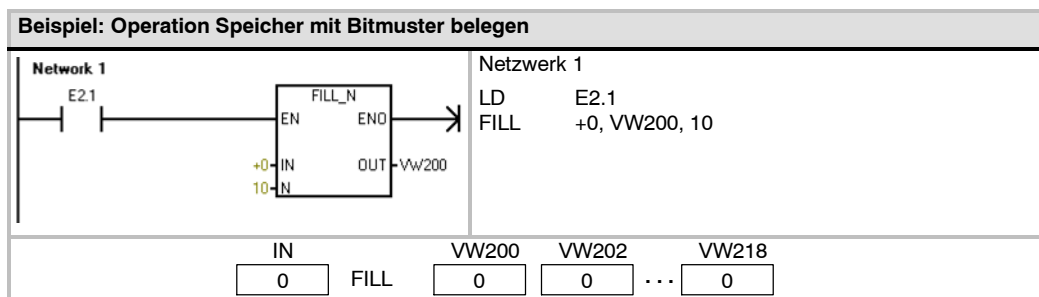 Beispiel: Operation Speicher mit Bitmuster belegen
Network 1
E2.1
FILL_N
EN ENO
+0 IN OUT VW200
10 N
Netzwerk 1
LD E2.1
FILL +0, VW200, 10
IN VW200 VW202 VW218
0 FILL 0 0 ... 0